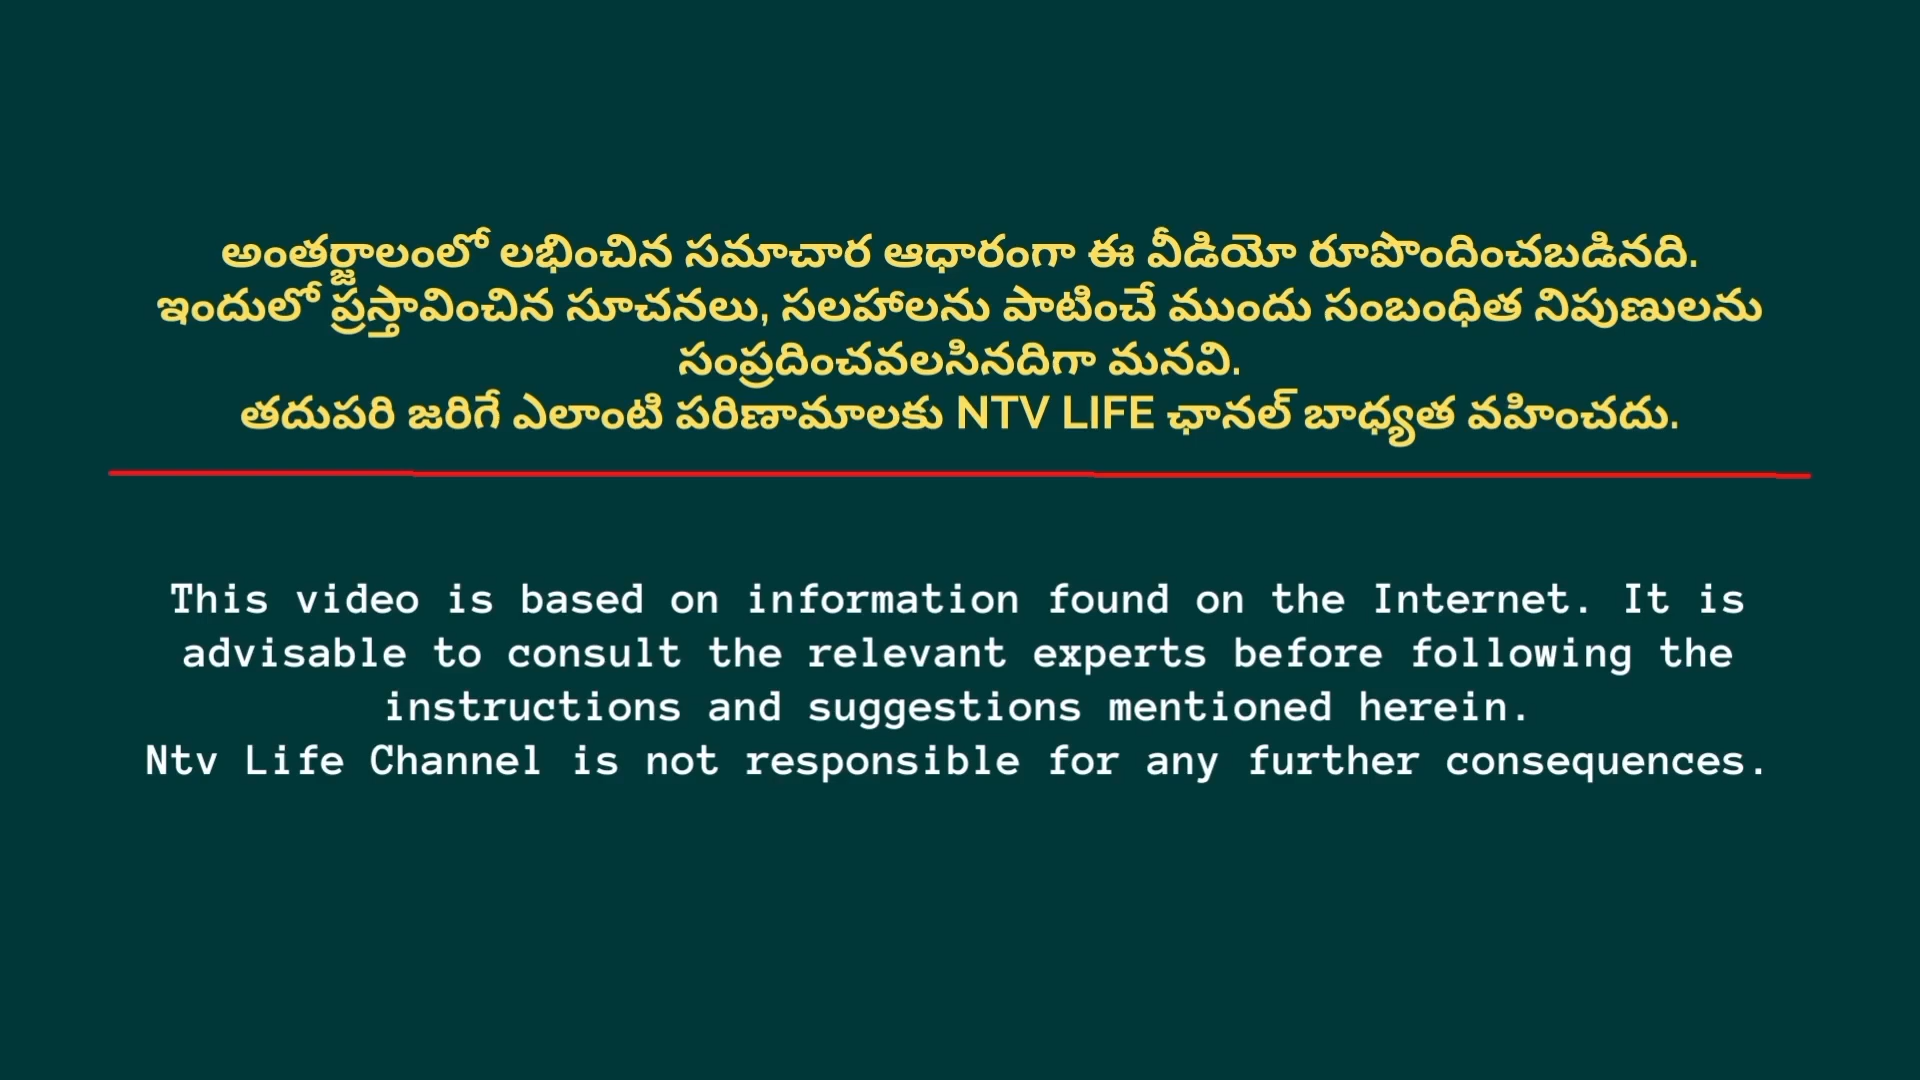 అంతర్జాలంలో లభించిన సమాచార ఆధారంగా ఈ వీడియో రూపొందించబడినది.
ఇందులో ప్రస్తావించిన సూచనలు, సలహాలను పాటించే ముందు సంబంధిత నిపుణులను
సంప్రదించవలసినదిగా మనవి.
తదుపరి జరిగే ఎలాంటి పరిణామాలకు NTV LIFE ఛానల్ బాధ్యత వహించదు.
This video is based on information found on the Internet. It is
advisable to consult the relevant experts before following the
instructions and suggestions mentioned herein.
Ntv Life Channel is not responsible for any further consequences.